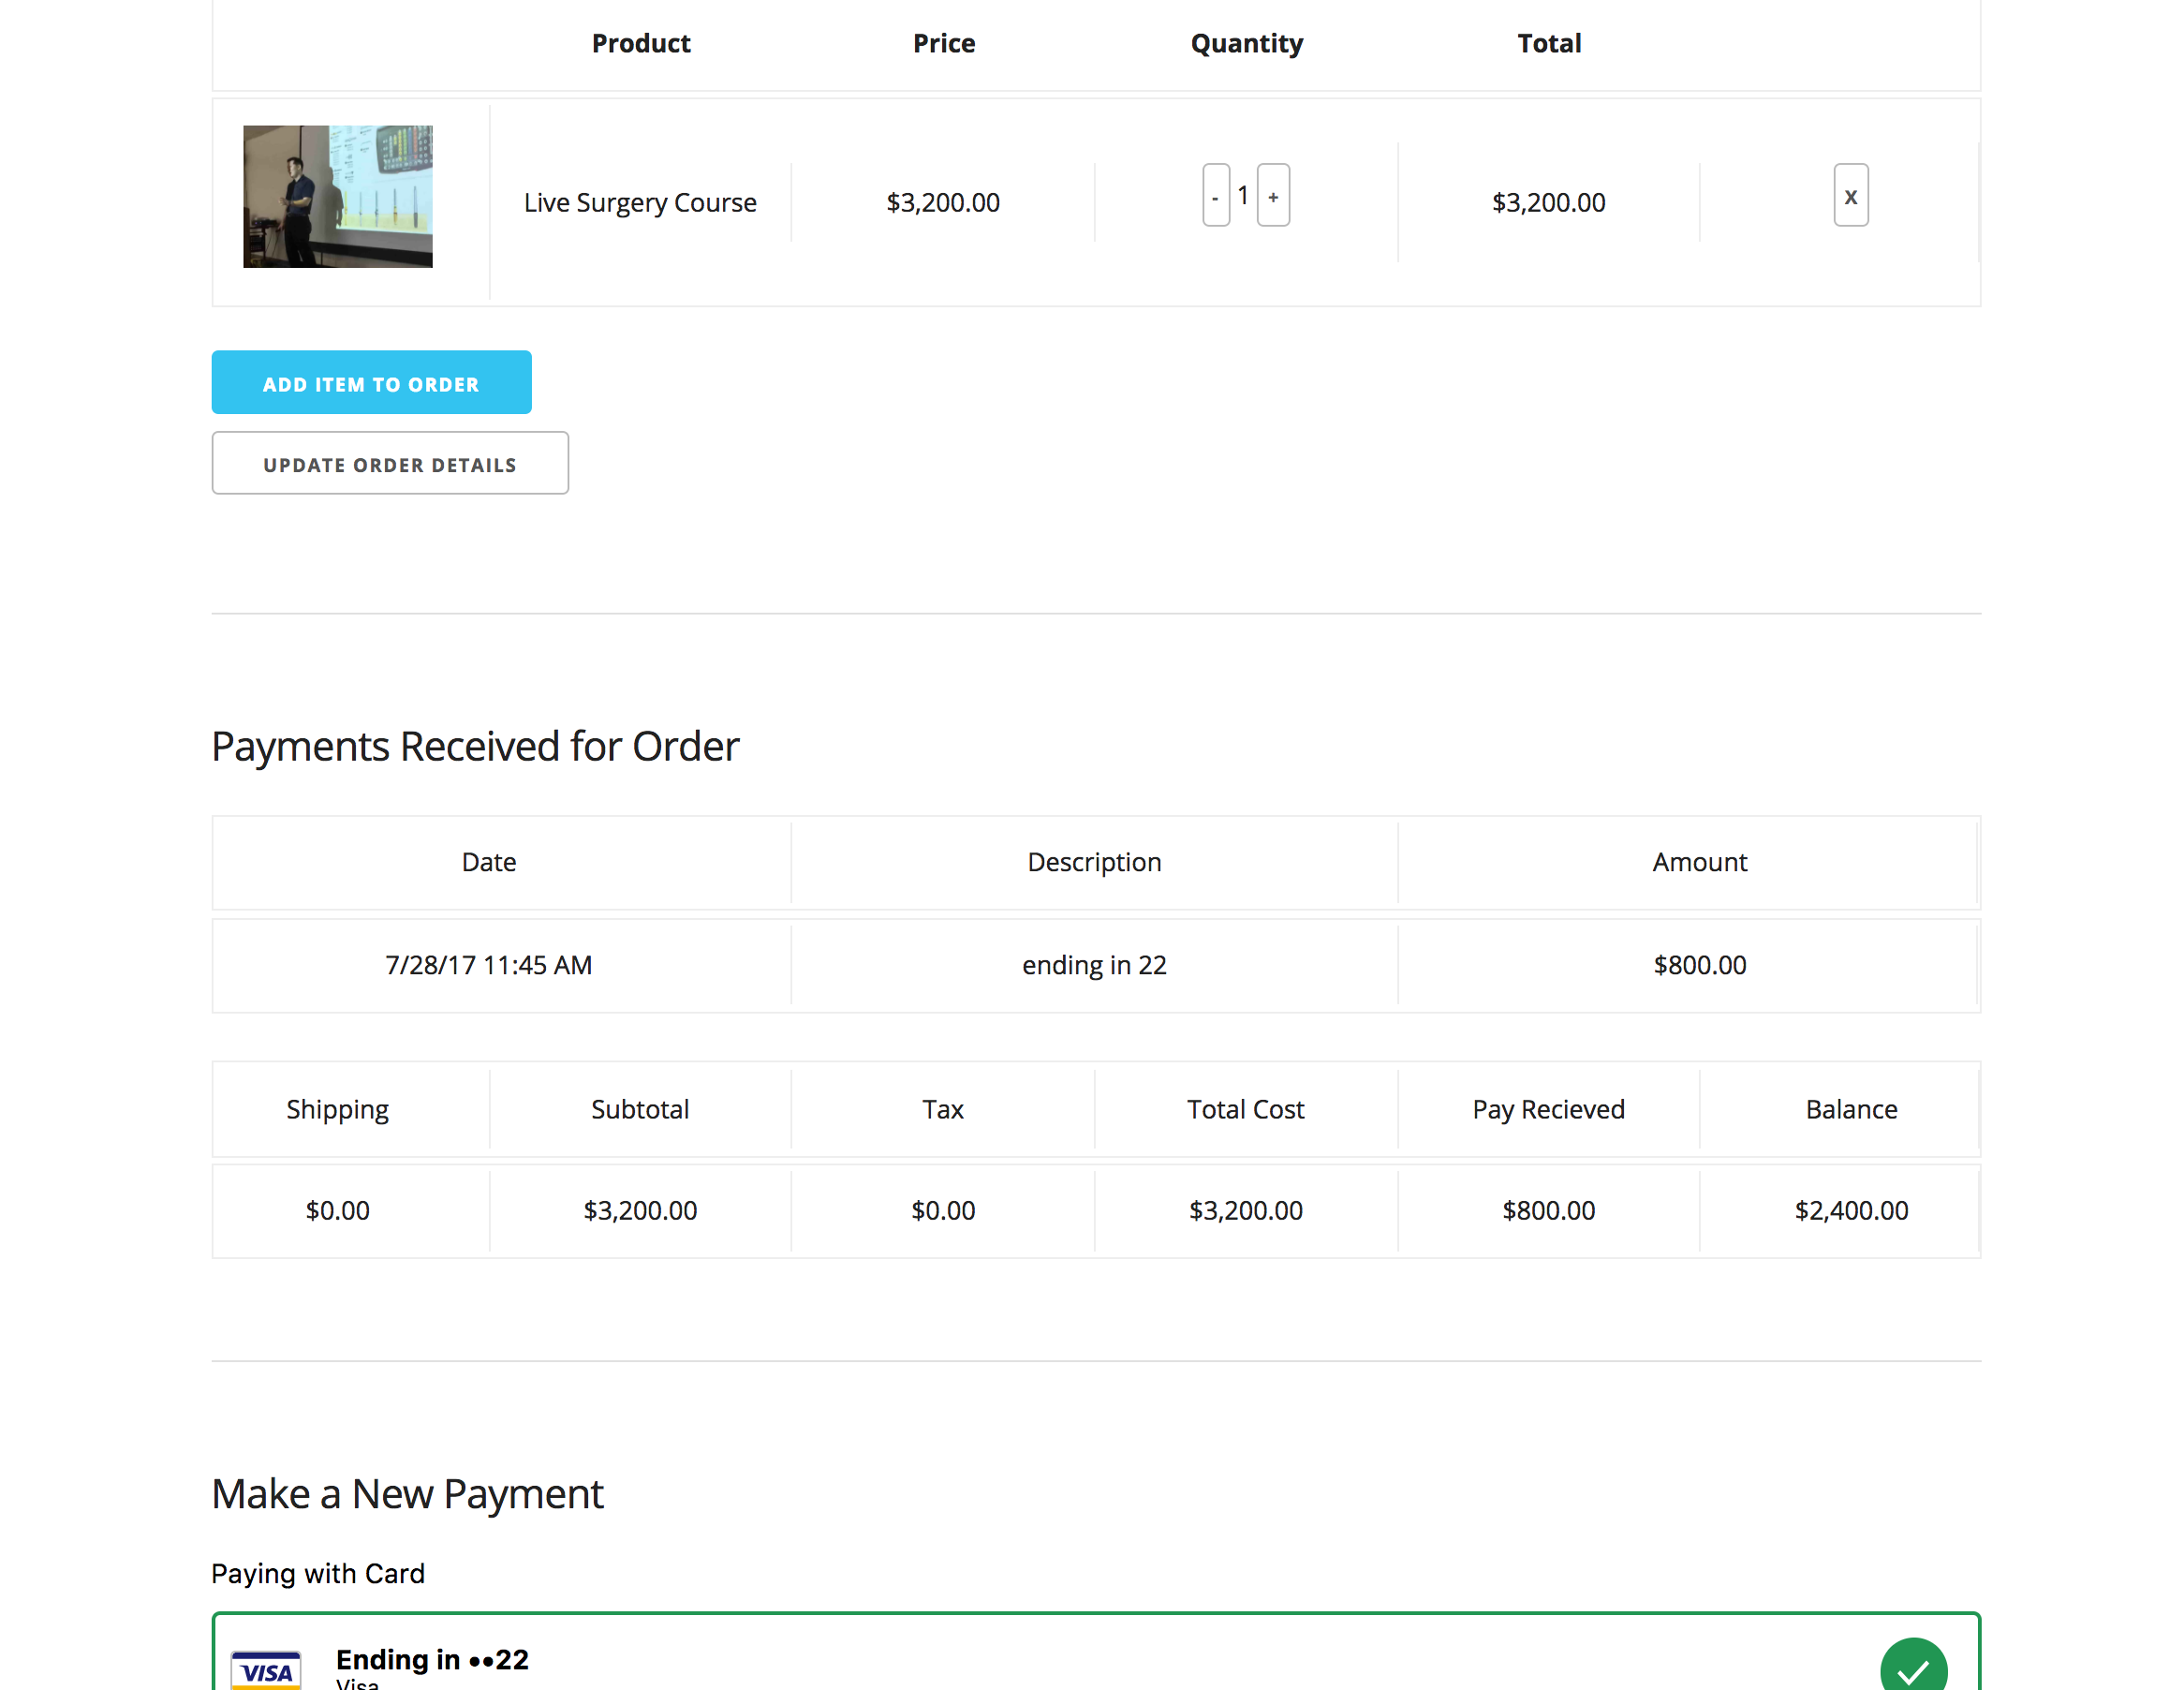 Product Price Quantity Total
Live Surgery Course $3,200.00 - 1 + $3,200.00 x
ADD ITEM TO ORDER
UPDATE ORDER DETAILS
Payments Received for Order
Date Description Amount
7/28/17 11:45 AM ending in 22 $800.00
Shipping Subtotal Tax Total Cost Pay Recieved Balance
$0.00 $3,200.00 $0.00 $3,200.00 $800.00 $2,400.00
Make a New Payment
Paying with Card
VISA Ending in ••22
Visa